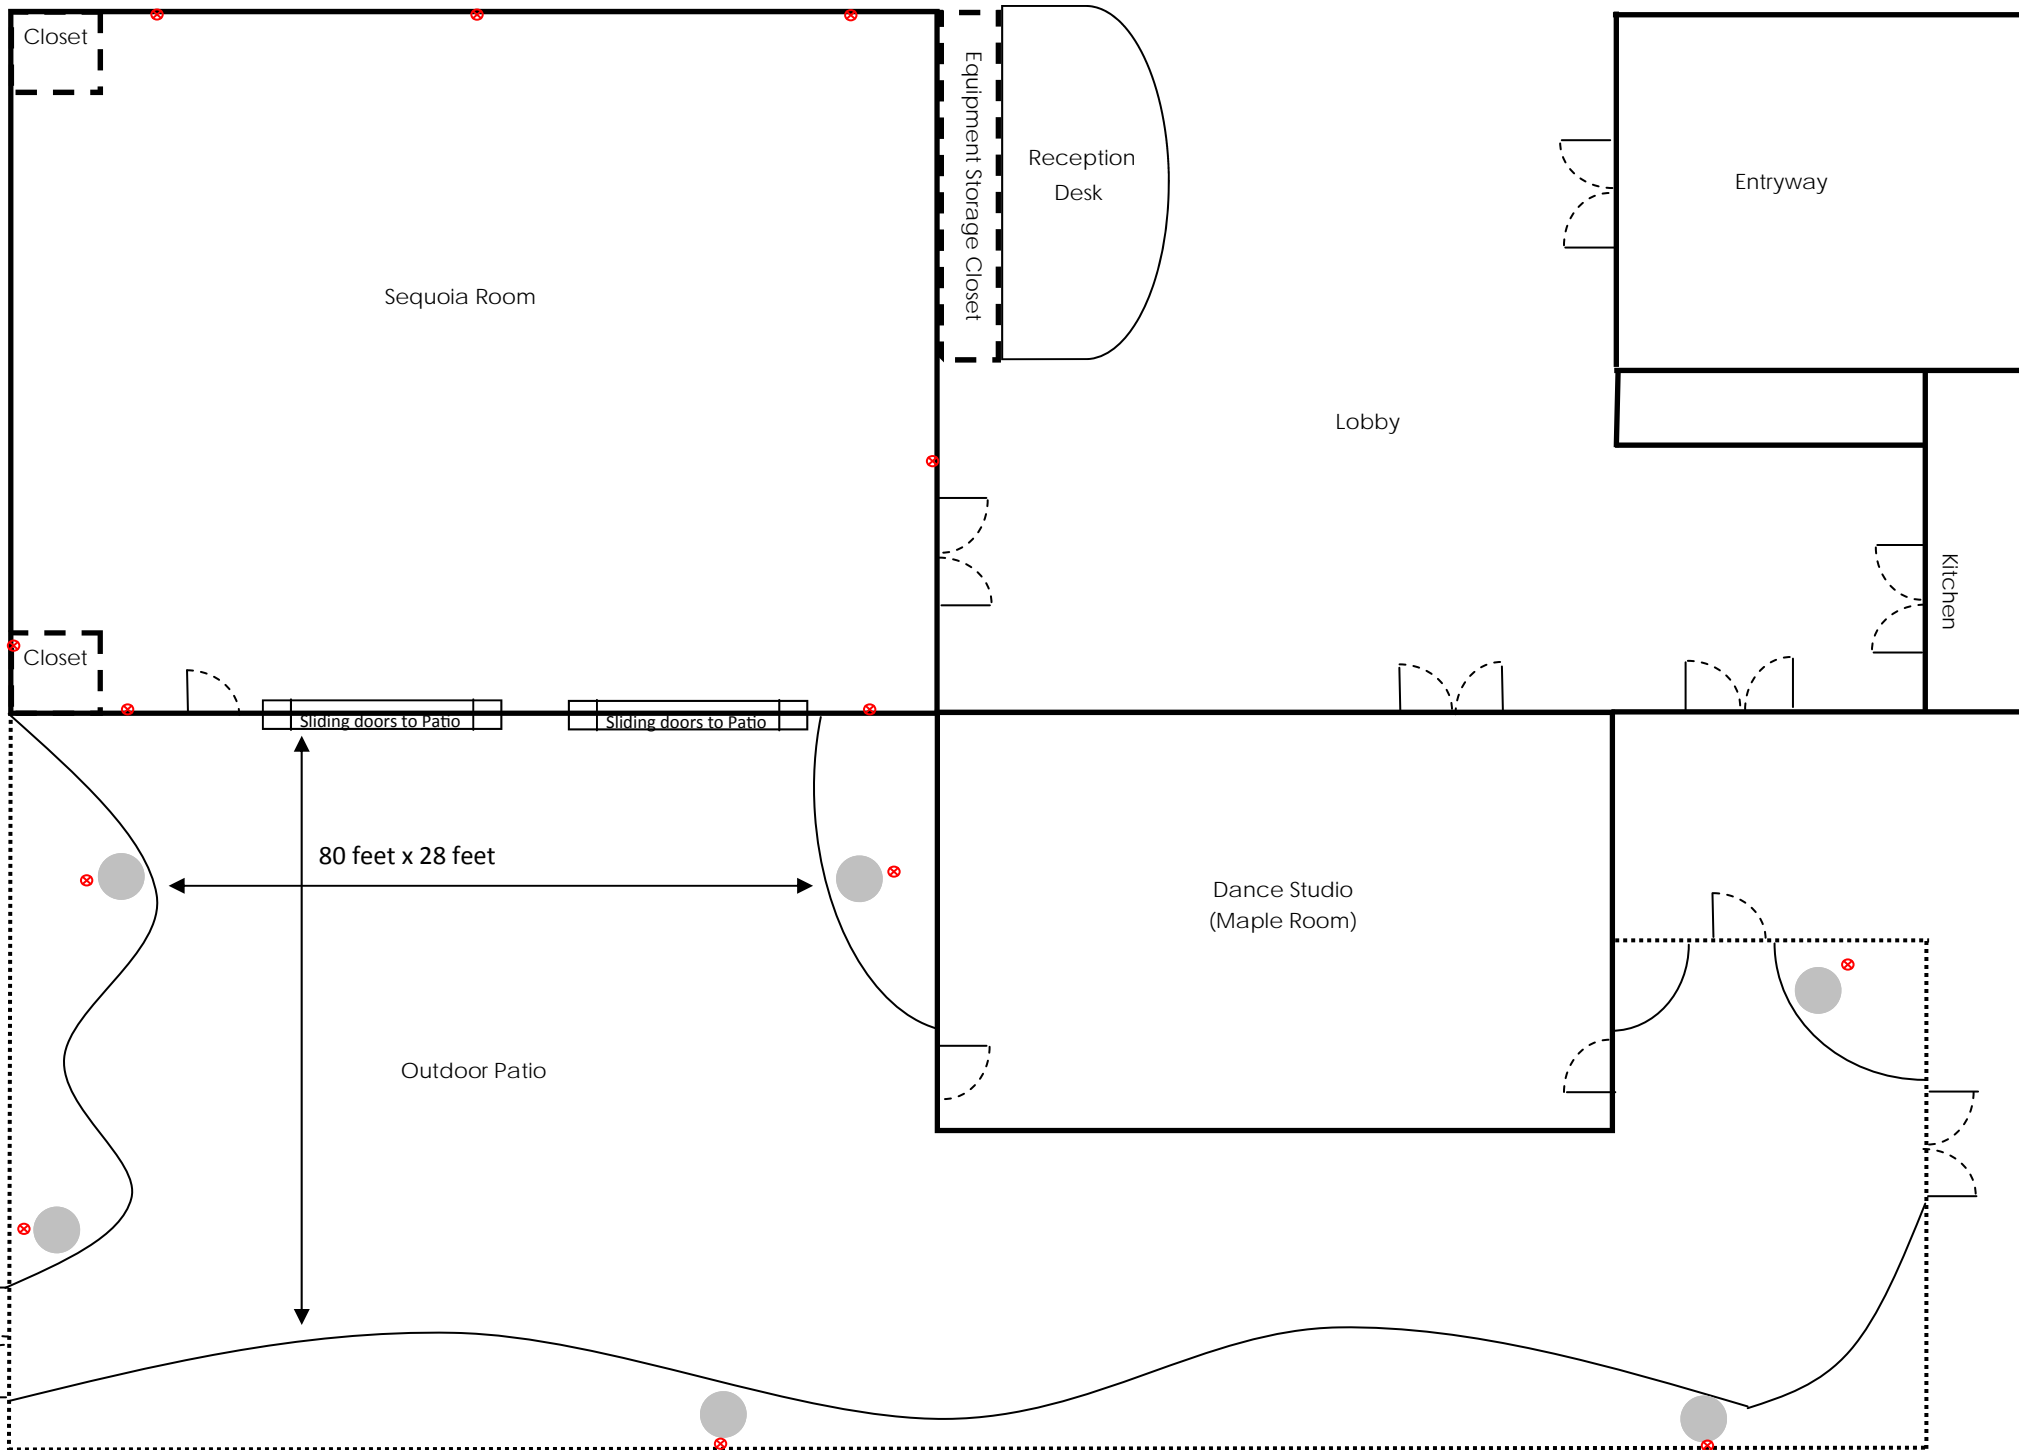 Closet
Equipment Storage Closet
Reception
Desk
Entryway
Sequoia Room
Lobby
Kitchen
Closet
Sliding doors to Patio
Sliding doors to Patio
80 feet x 28 feet
Dance Studio
(Maple Room)
Outdoor Patio